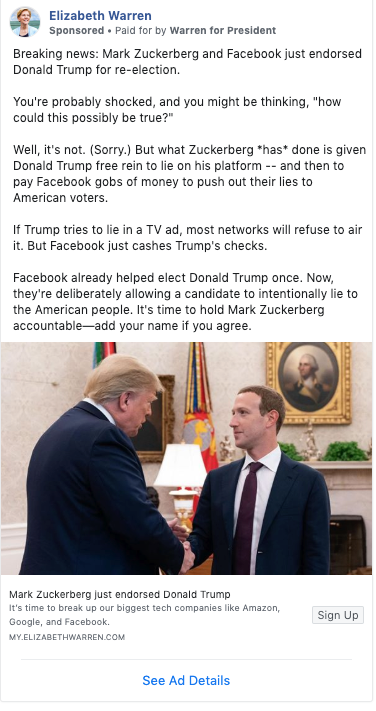 Elizabeth Warren
Sponsored • Paid for by Warren for President
Breaking news: Mark Zuckerberg and Facebook just endorsed
Donald Trump for re-election.
You're probably shocked, and you might be thinking, "how
could this possibly be true?"
Well, it's not. (Sorry.) But what Zuckerberg *has* done is given
Donald Trump free rein to lie on his platform -- and then to
pay Facebook gobs of money to push out their lies to
American voters.
If Trump tries to lie in a TV ad, most networks will refuse to air
it. But Facebook just cashes Trump's checks.
Facebook already helped elect Donald Trump once. Now,
they're deliberately allowing a candidate to intentionally lie to
the American people. It's time to hold Mark Zuckerberg
accountable—add your name if you agree.
Mark Zuckerberg just endorsed Donald Trump
It's time to break up our biggest tech companies like Amazon,
Google, and Facebook.
MY.ELIZABETHWARREN.COM
Sign Up
See Ad Details